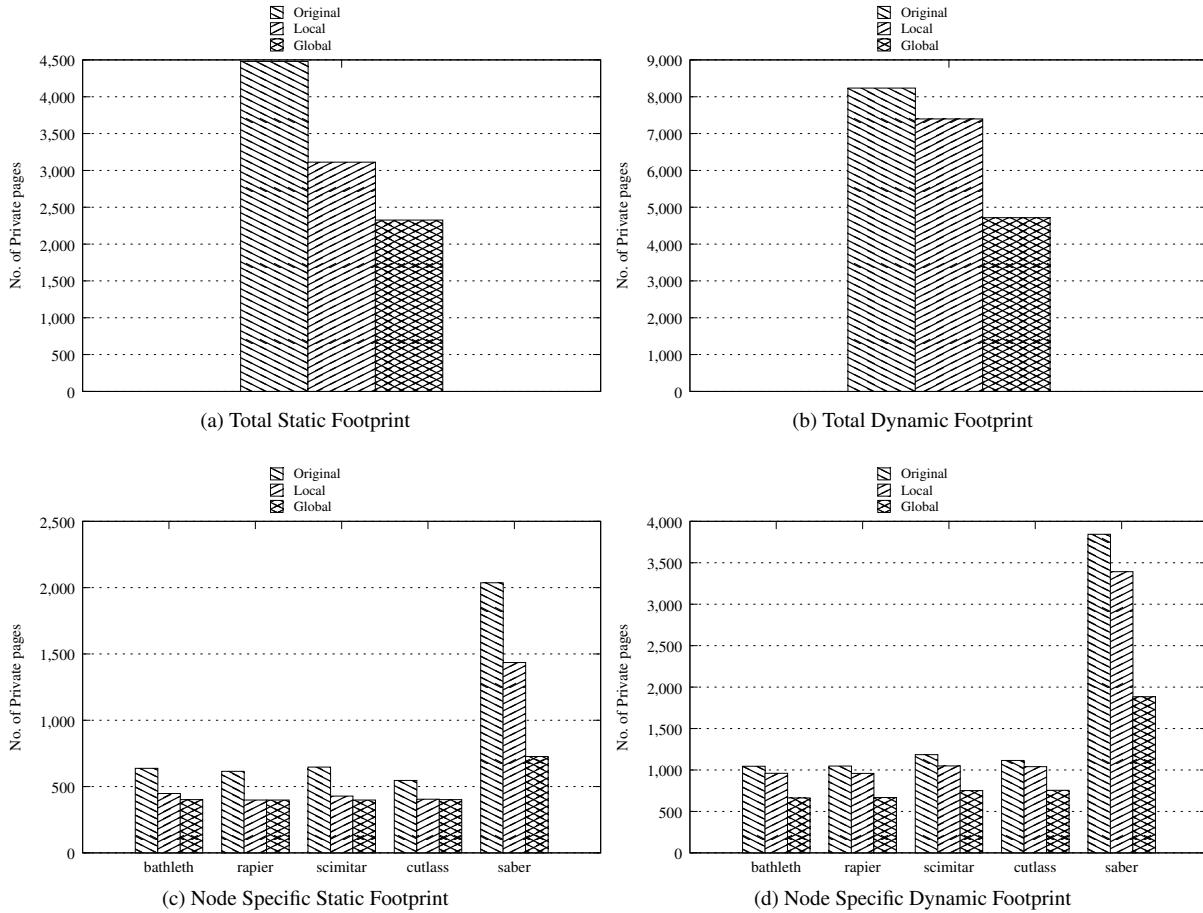 Original
Local
Global
No. of Private pages
4,500
4,000
3,500
3,000
2,500
2,000
1,500
1,000
500
0
(a) Total Static Footprint
Original
Local
Global
No. of Private pages
9,000
8,000
7,000
6,000
5,000
4,000
3,000
2,000
1,000
0
(b) Total Dynamic Footprint
Original
Local
Global
No. of Private pages
2,500
2,000
1,500
1,000
500
0
bathleth rapier scimitar cutlass saber
(c) Node Specific Static Footprint
Original
Local
Global
No. of Private pages
4,000
3,500
3,000
2,500
2,000
1,500
1,000
500
0
bathleth rapier scimitar cutlass saber
(d) Node Specific Dynamic Footprint